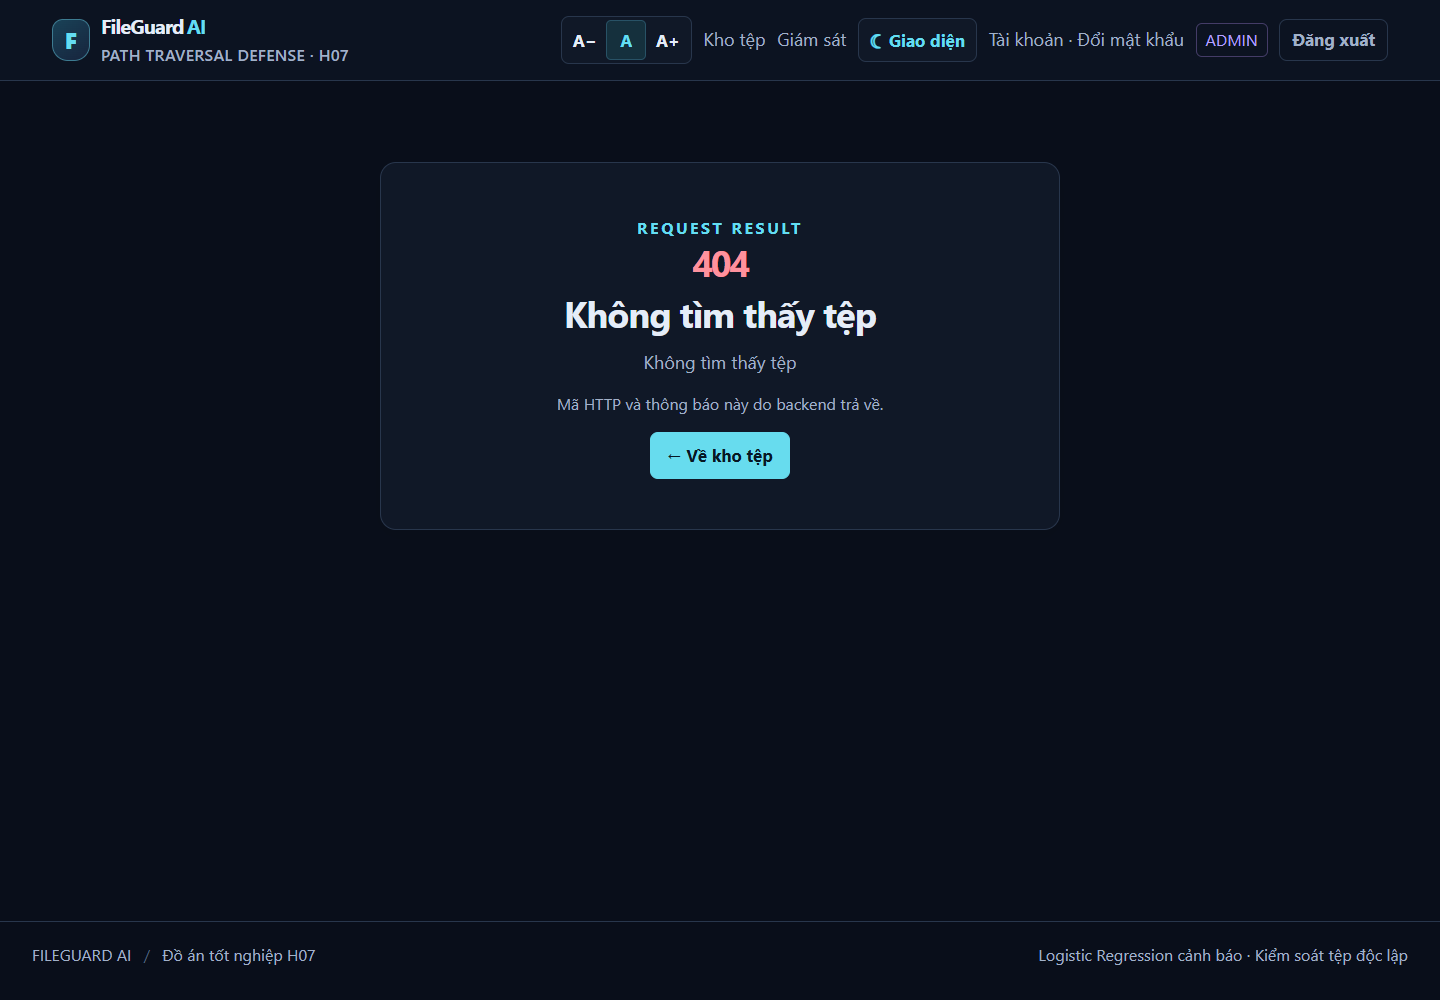 F
FileGuard AI
PATH TRAVERSAL DEFENSE · H07
A− A A+ Kho tệp Giám sát ☾ Giao diện Tài khoản · Đổi mật khẩu ADMIN Đăng xuất
REQUEST RESULT
404
Không tìm thấy tệp
Không tìm thấy tệp
Mã HTTP và thông báo này do backend trả về.
← Về kho tệp
FILEGUARD AI / Đồ án tốt nghiệp H07
Logistic Regression cảnh báo · Kiểm soát tệp độc lập